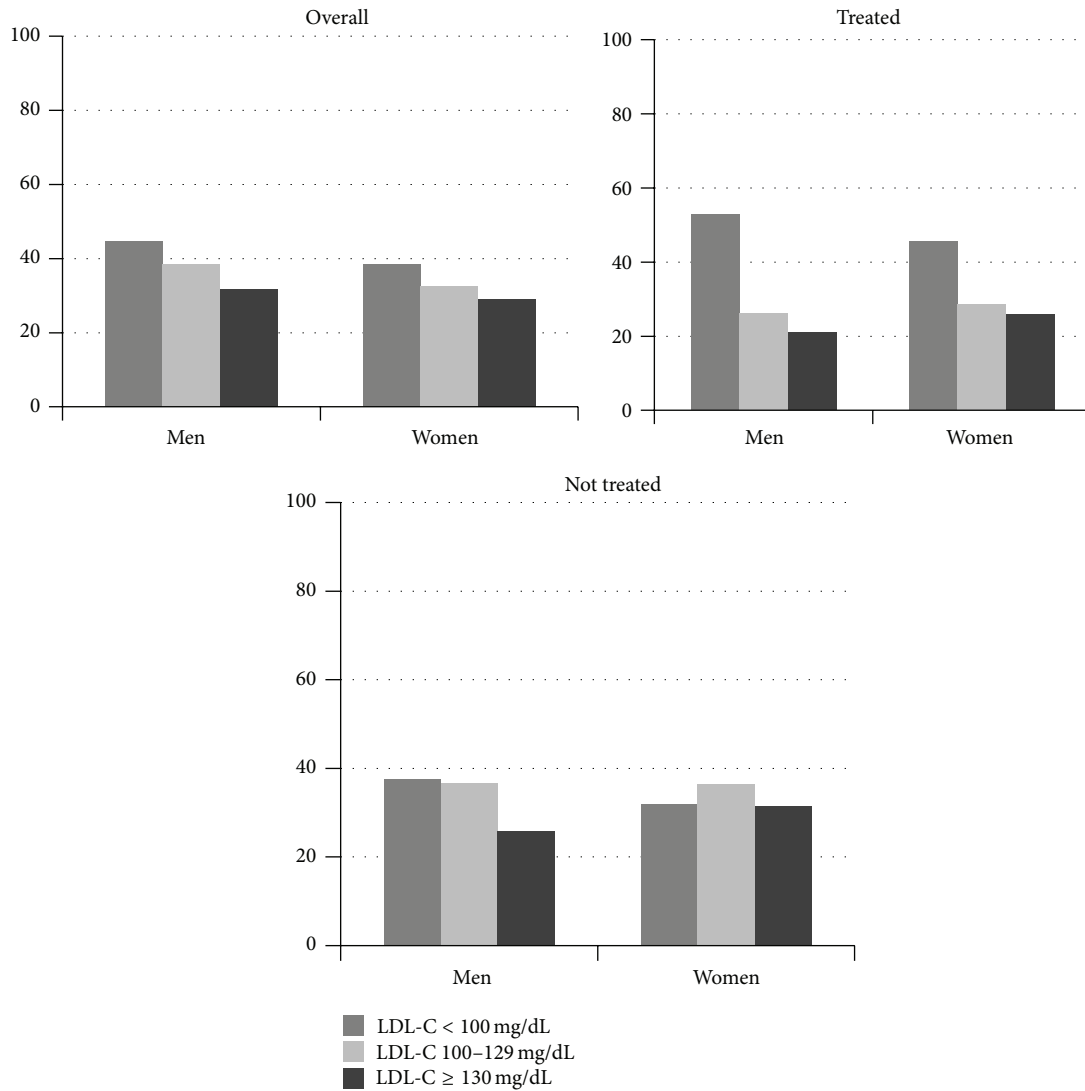 Overall
100
80
60
40
20
0
Men Women
Treated
100
80
60
40
20
0
Men Women
Not treated
100
80
60
40
20
0
Men Women
LDL-C < 100 mg/dL
LDL-C 100–129 mg/dL
LDL-C ≥ 130 mg/dL